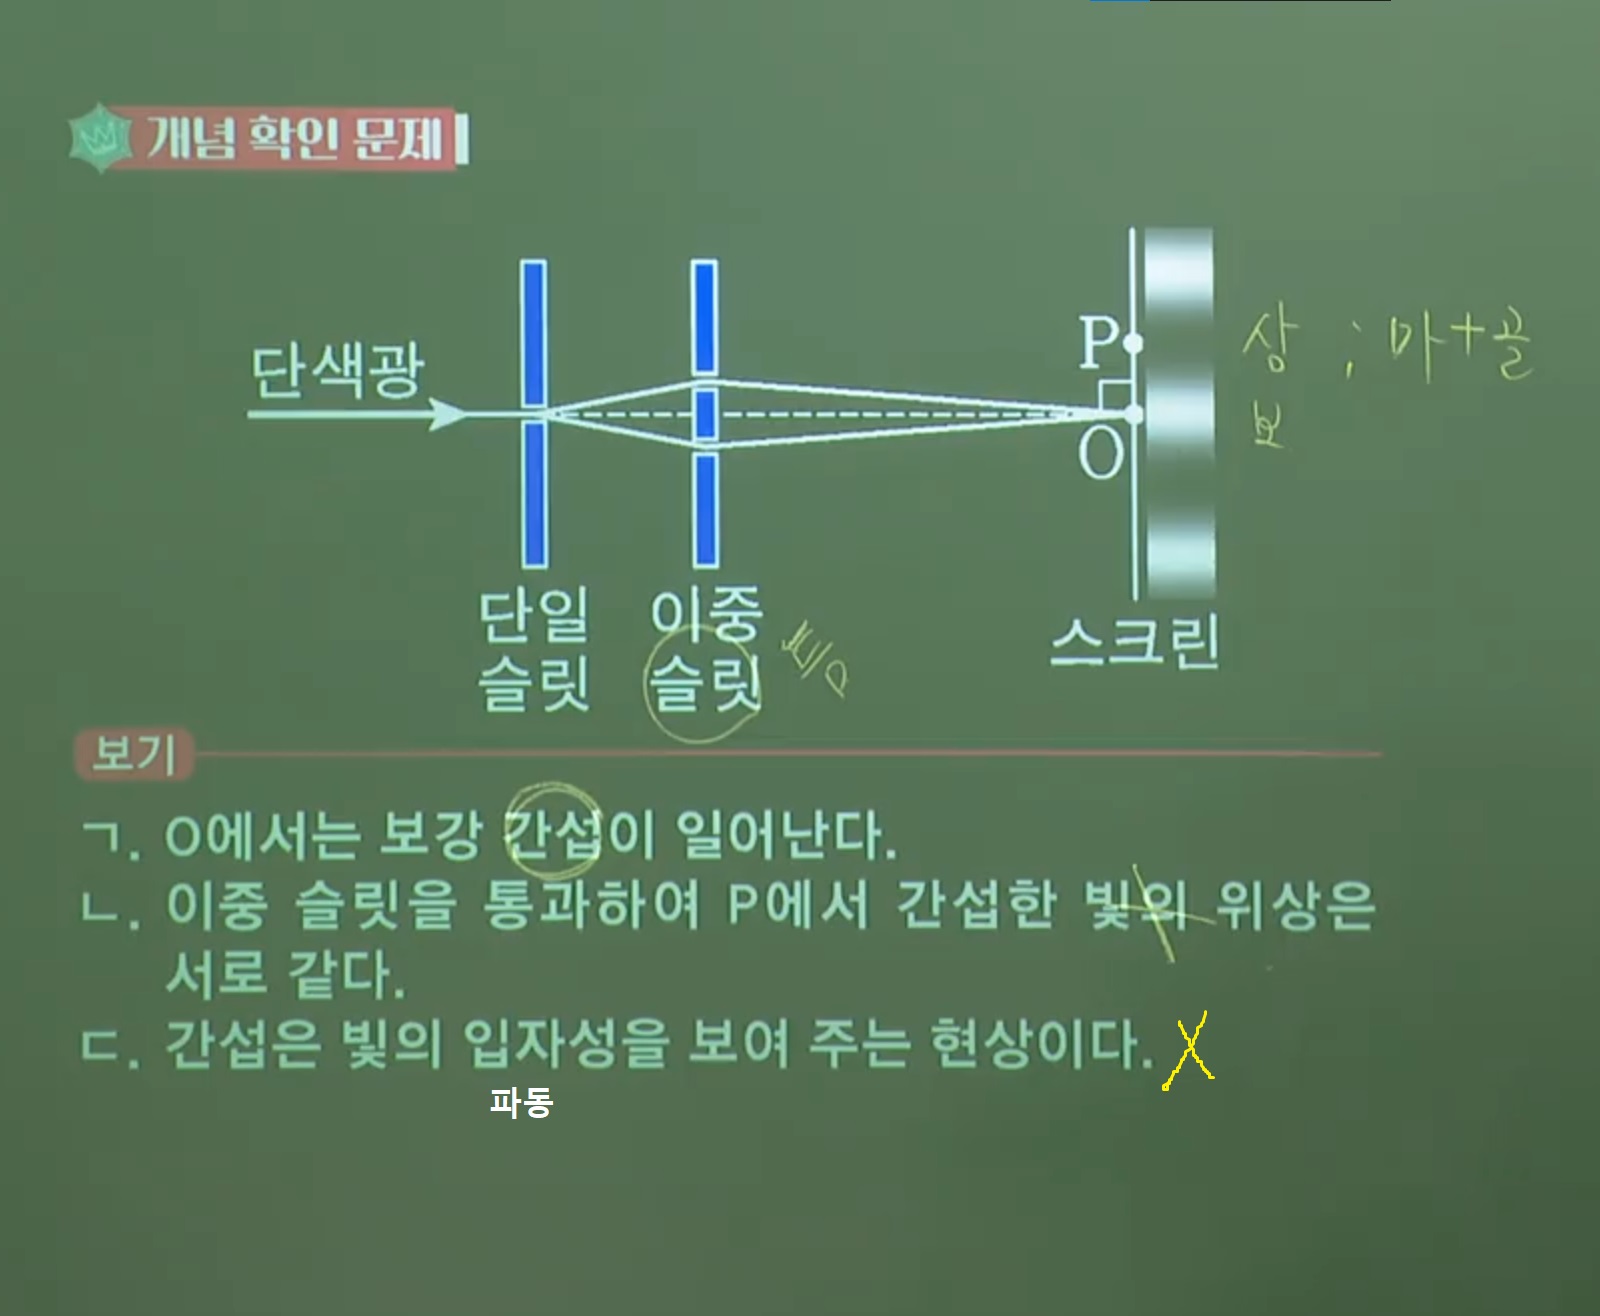 개념 확인 문제
단색광
P
O
상 ; 마+골
보
단일
슬릿
이중
슬릿
스크린
보기
ㄱ. O에서는 보강 간섭이 일어난다.
ㄴ. 이중 슬릿을 통과하여 P에서 간섭한 빛의 위상은
서로 같다.
ㄷ. 간섭은 빛의 입자성을 보여 주는 현상이다. X
파동